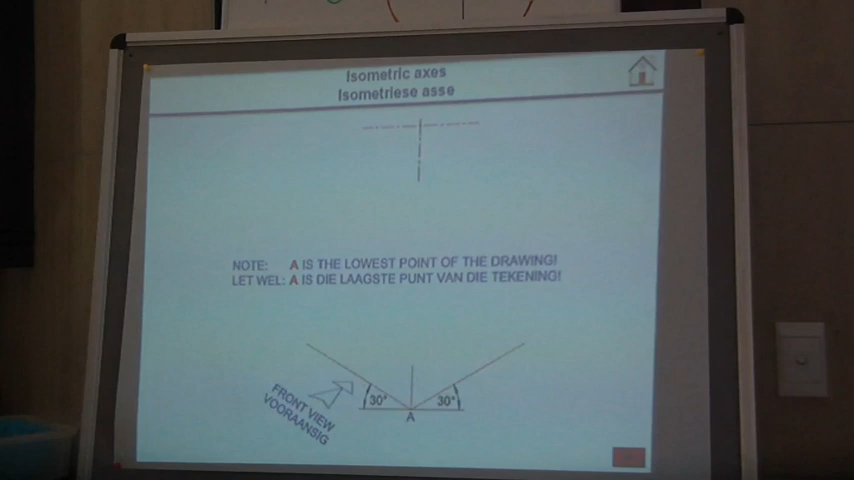 Isometric axes
Isometriese asse
NOTE: A IS THE LOWEST POINT OF THE DRAWING!
LET WEL: A IS DIE LAAGSTE PUNT VAN DIE TEKENING!
FRONT VIEW
VOORAANSIG
30°
30°
A